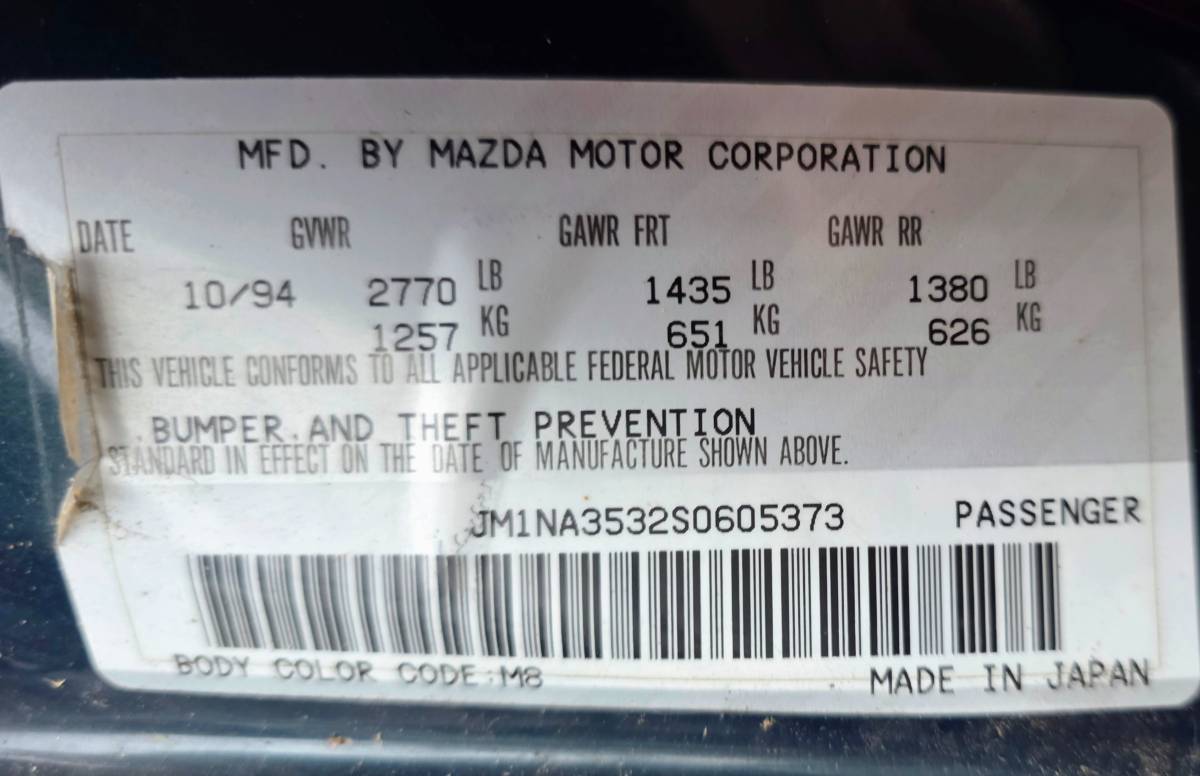 MFD. BY MAZDA MOTOR CORPORATION
DATE GVWR GAWR FRT GAWR RR
10/94 2770 LB 1435 LB 1380 LB
1257 KG 651 KG 626 KG
THIS VEHICLE CONFORMS TO ALL APPLICABLE FEDERAL MOTOR VEHICLE SAFETY
. BUMPER. AND THEFT PREVENTION
STANDARD IN EFFECT ON THE DATE OF MANUFACTURE SHOWN ABOVE.
JM1NA3532S0605373 PASSENGER
BODY COLOR CODE:M8 MADE IN JAPAN